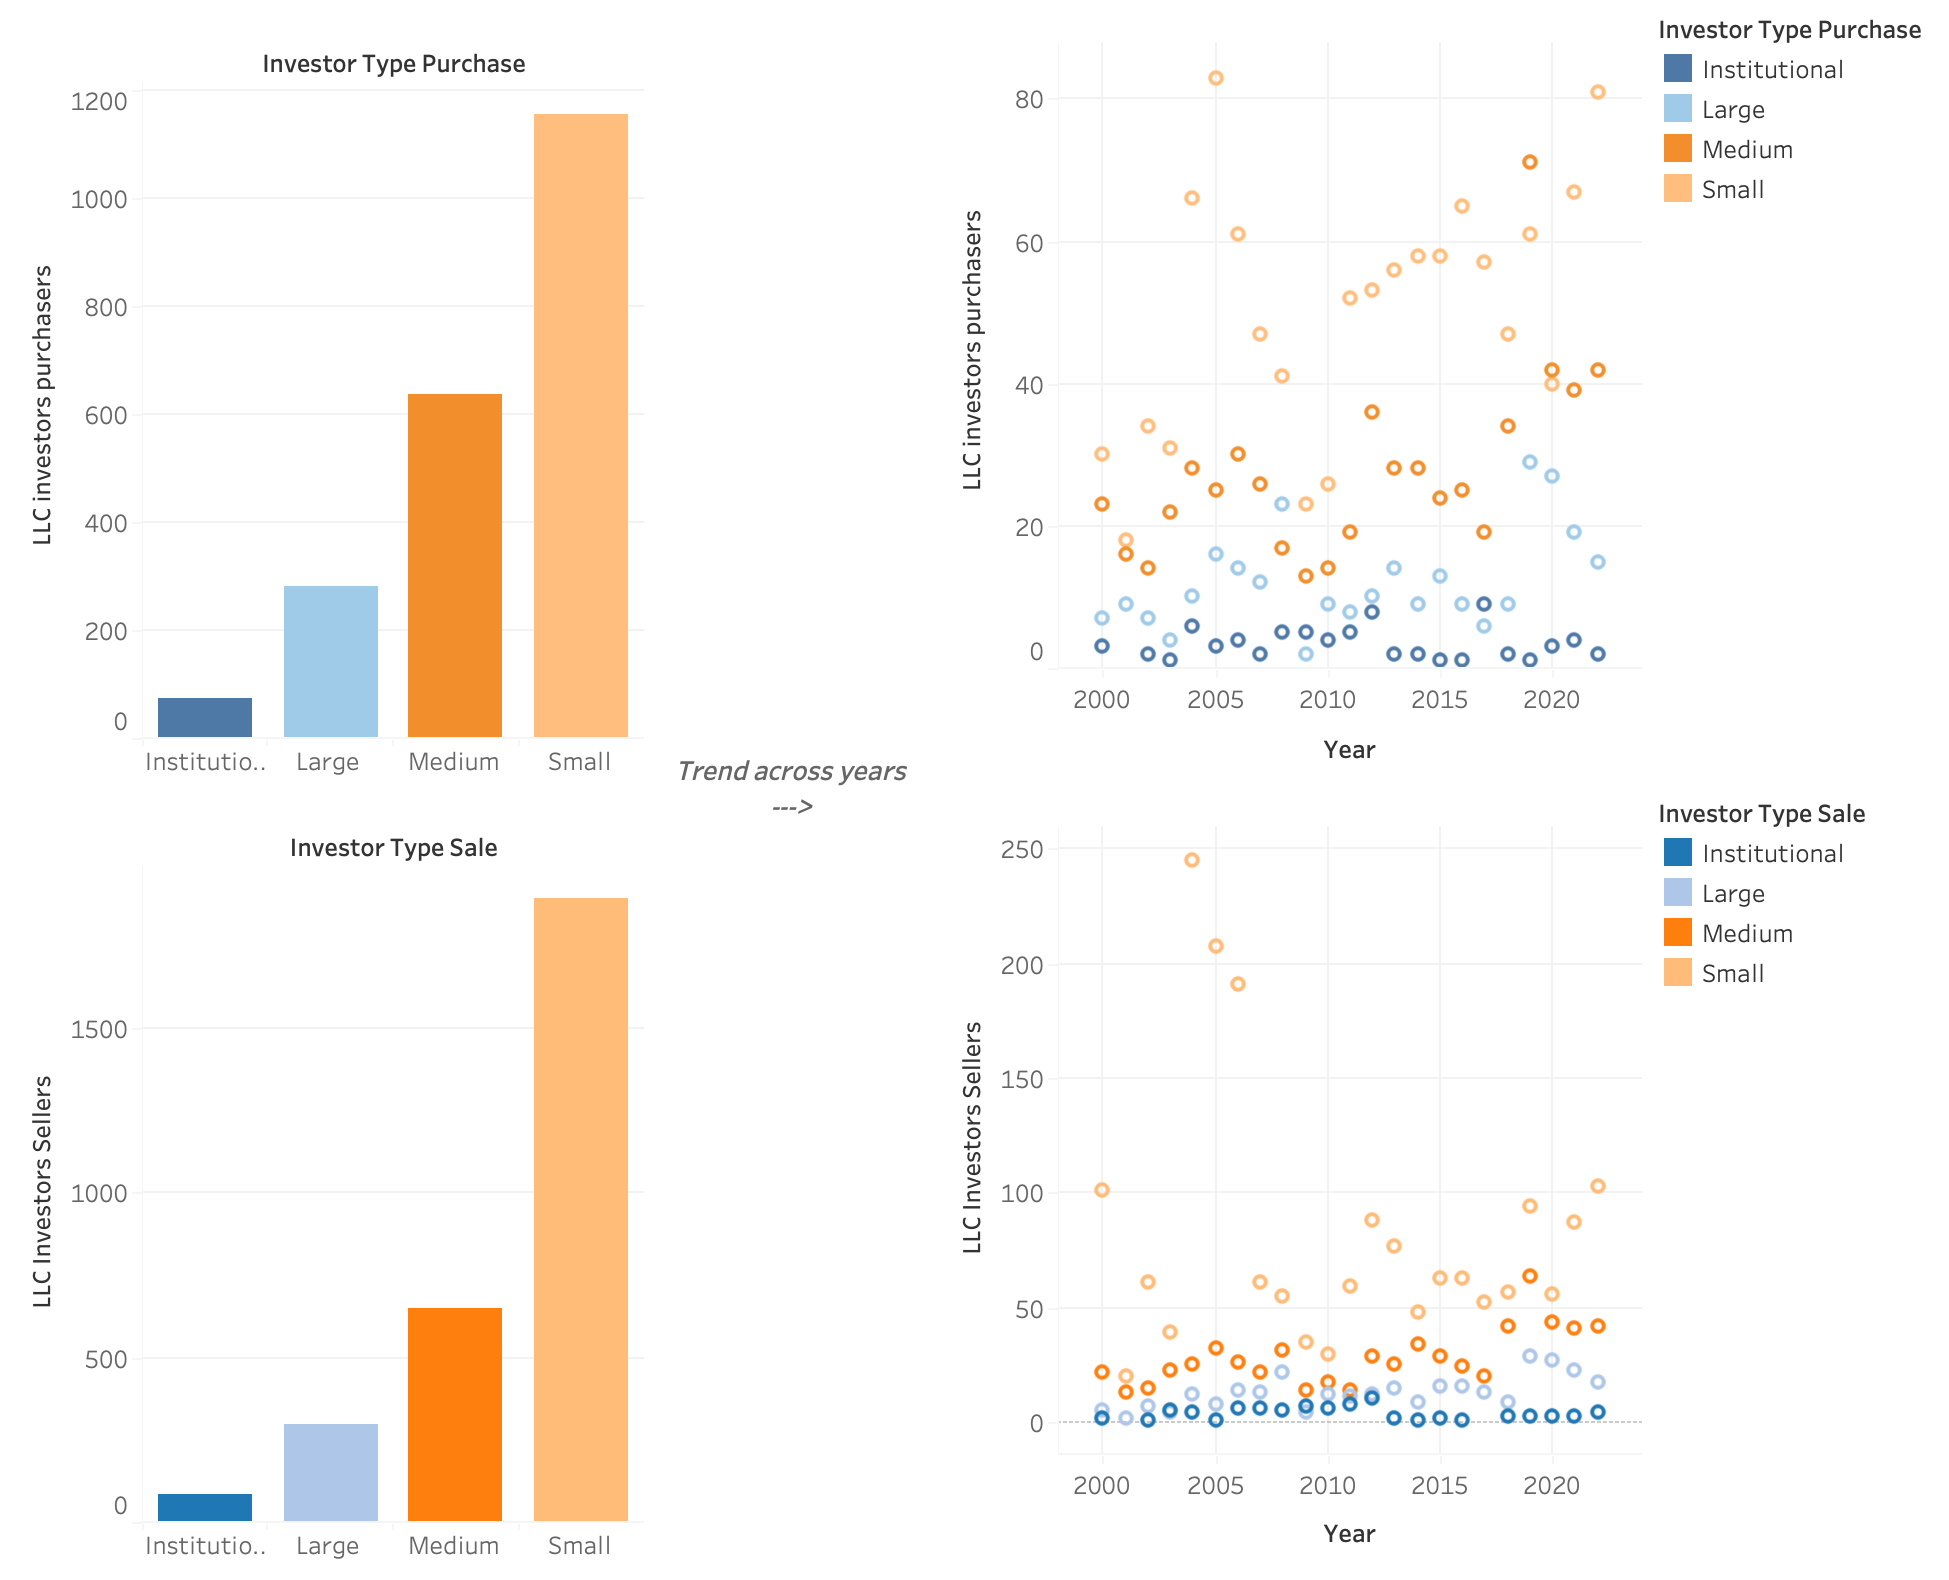 Investor Type Purchase
LLC investors purchasers
1200
1000
800
600
400
200
0
Institutio..
Large
Medium
Small
LLC investors purchasers
80
60
40
20
0
2000
2005
2010
2015
2020
Year
Investor Type Purchase
Institutional
Large
Medium
Small
Trend across years
--->
Investor Type Sale
LLC Investors Sellers
1500
1000
500
0
Institutio..
Large
Medium
Small
LLC Investors Sellers
250
200
150
100
50
0
2000
2005
2010
2015
2020
Year
Investor Type Sale
Institutional
Large
Medium
Small